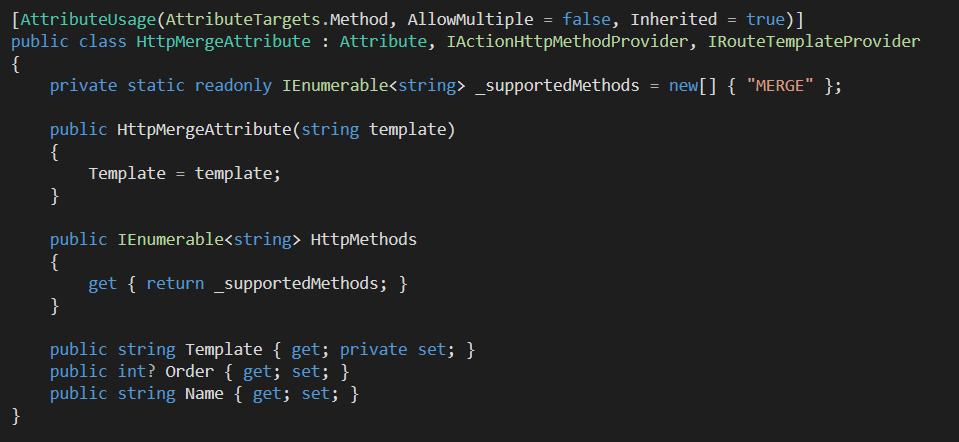 [AttributeUsage(AttributeTargets.Method, AllowMultiple = false, Inherited = true)]
public class HttpMergeAttribute : Attribute, IActionHttpMethodProvider, IRouteTemplateProvider
{
    private static readonly IEnumerable<string> _supportedMethods = new[] { "MERGE" };

    public HttpMergeAttribute(string template)
    {
        Template = template;
    }

    public IEnumerable<string> HttpMethods
    {
        get { return _supportedMethods; }
    }

    public string Template { get; private set; }
    public int? Order { get; set; }
    public string Name { get; set; }
}